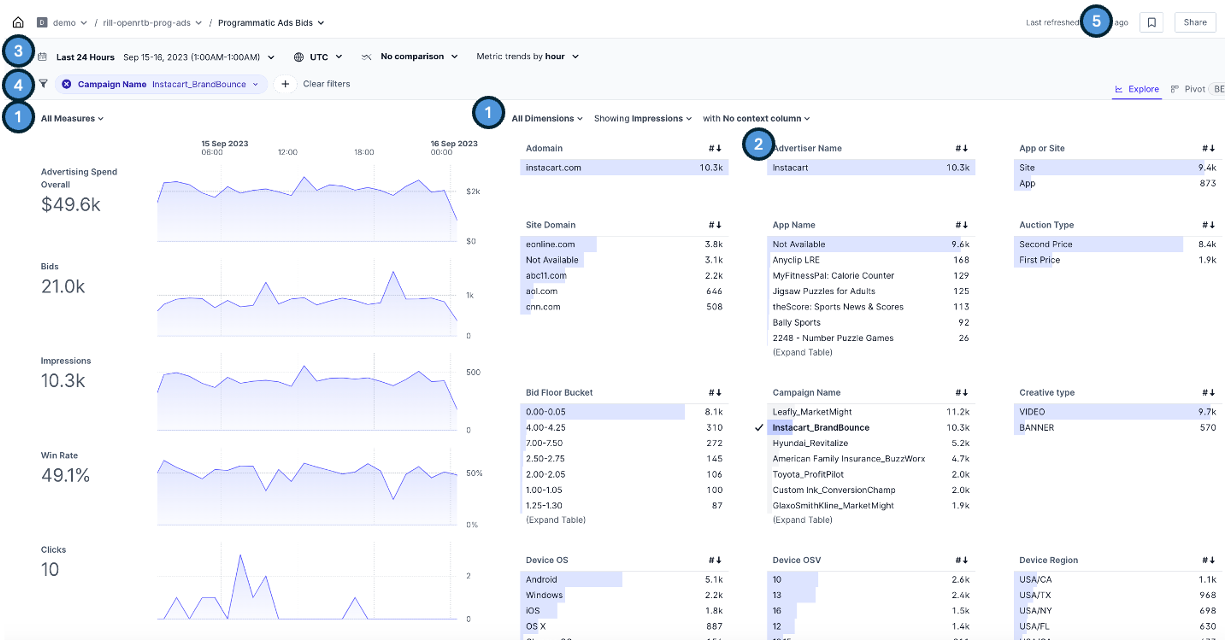 D demo / rill-openrtb-prog-ads / Programmatic Ads Bids
Last refreshed 5 ago
Share
3 Last 24 Hours Sep 15-16, 2023 (1:00AM-1:00AM) UTC No comparison Metric trends by hour
4 Campaign Name Instacart_BrandBounce + Clear filters
Explore Pivot BE
1 All Measures
1 All Dimensions Showing Impressions with No context column
2
15 Sep 2023 16 Sep 2023
06:00 12:00 18:00 00:00
Advertising Spend
Overall
$49.6k
$2k
$0
Bids
21.0k
1k
0
Impressions
10.3k
500
0
Win Rate
49.1%
50%
0%
Clicks
10
2
0
Adomain #
instacart.com 10.3k
Advertiser Name #
Instacart 10.3k
App or Site #
Site 9.4k
App 873
Site Domain #
eonline.com 3.8k
Not Available 3.1k
abc11.com 2.2k
aol.com 646
cnn.com 508
App Name #
Not Available 9.6k
Anyclip LRE 168
MyFitnessPal: Calorie Counter 129
Jigsaw Puzzles for Adults 125
theScore: Sports News & Scores 113
Bally Sports 92
2248 - Number Puzzle Games 26
(Expand Table)
Auction Type #
Second Price 8.4k
First Price 1.9k
Bid Floor Bucket #
0.00-0.05 8.1k
4.00-4.25 310
7.00-7.50 272
2.50-2.75 145
2.00-2.05 106
1.00-1.05 100
1.25-1.30 87
(Expand Table)
Campaign Name #
Leafly_MarketMight 11.2k
Instacart_BrandBounce 10.3k
Hyundai_Revitalize 5.2k
American Family Insurance_BuzzWorx 4.7k
Toyota_ProfitPilot 2.0k
Custom Ink_ConversionChamp 2.0k
GlaxoSmithKline_MarketMight 1.9k
(Expand Table)
Creative type #
VIDEO 9.7k
BANNER 570
Device OS #
Android 5.1k
Windows 2.2k
iOS 1.8k
OS X 887
Device OSV #
10 2.6k
13 2.4k
16 1.5k
12 1.4k
Device Region #
USA/CA 1.1k
USA/TX 968
USA/NY 698
USA/FL 630